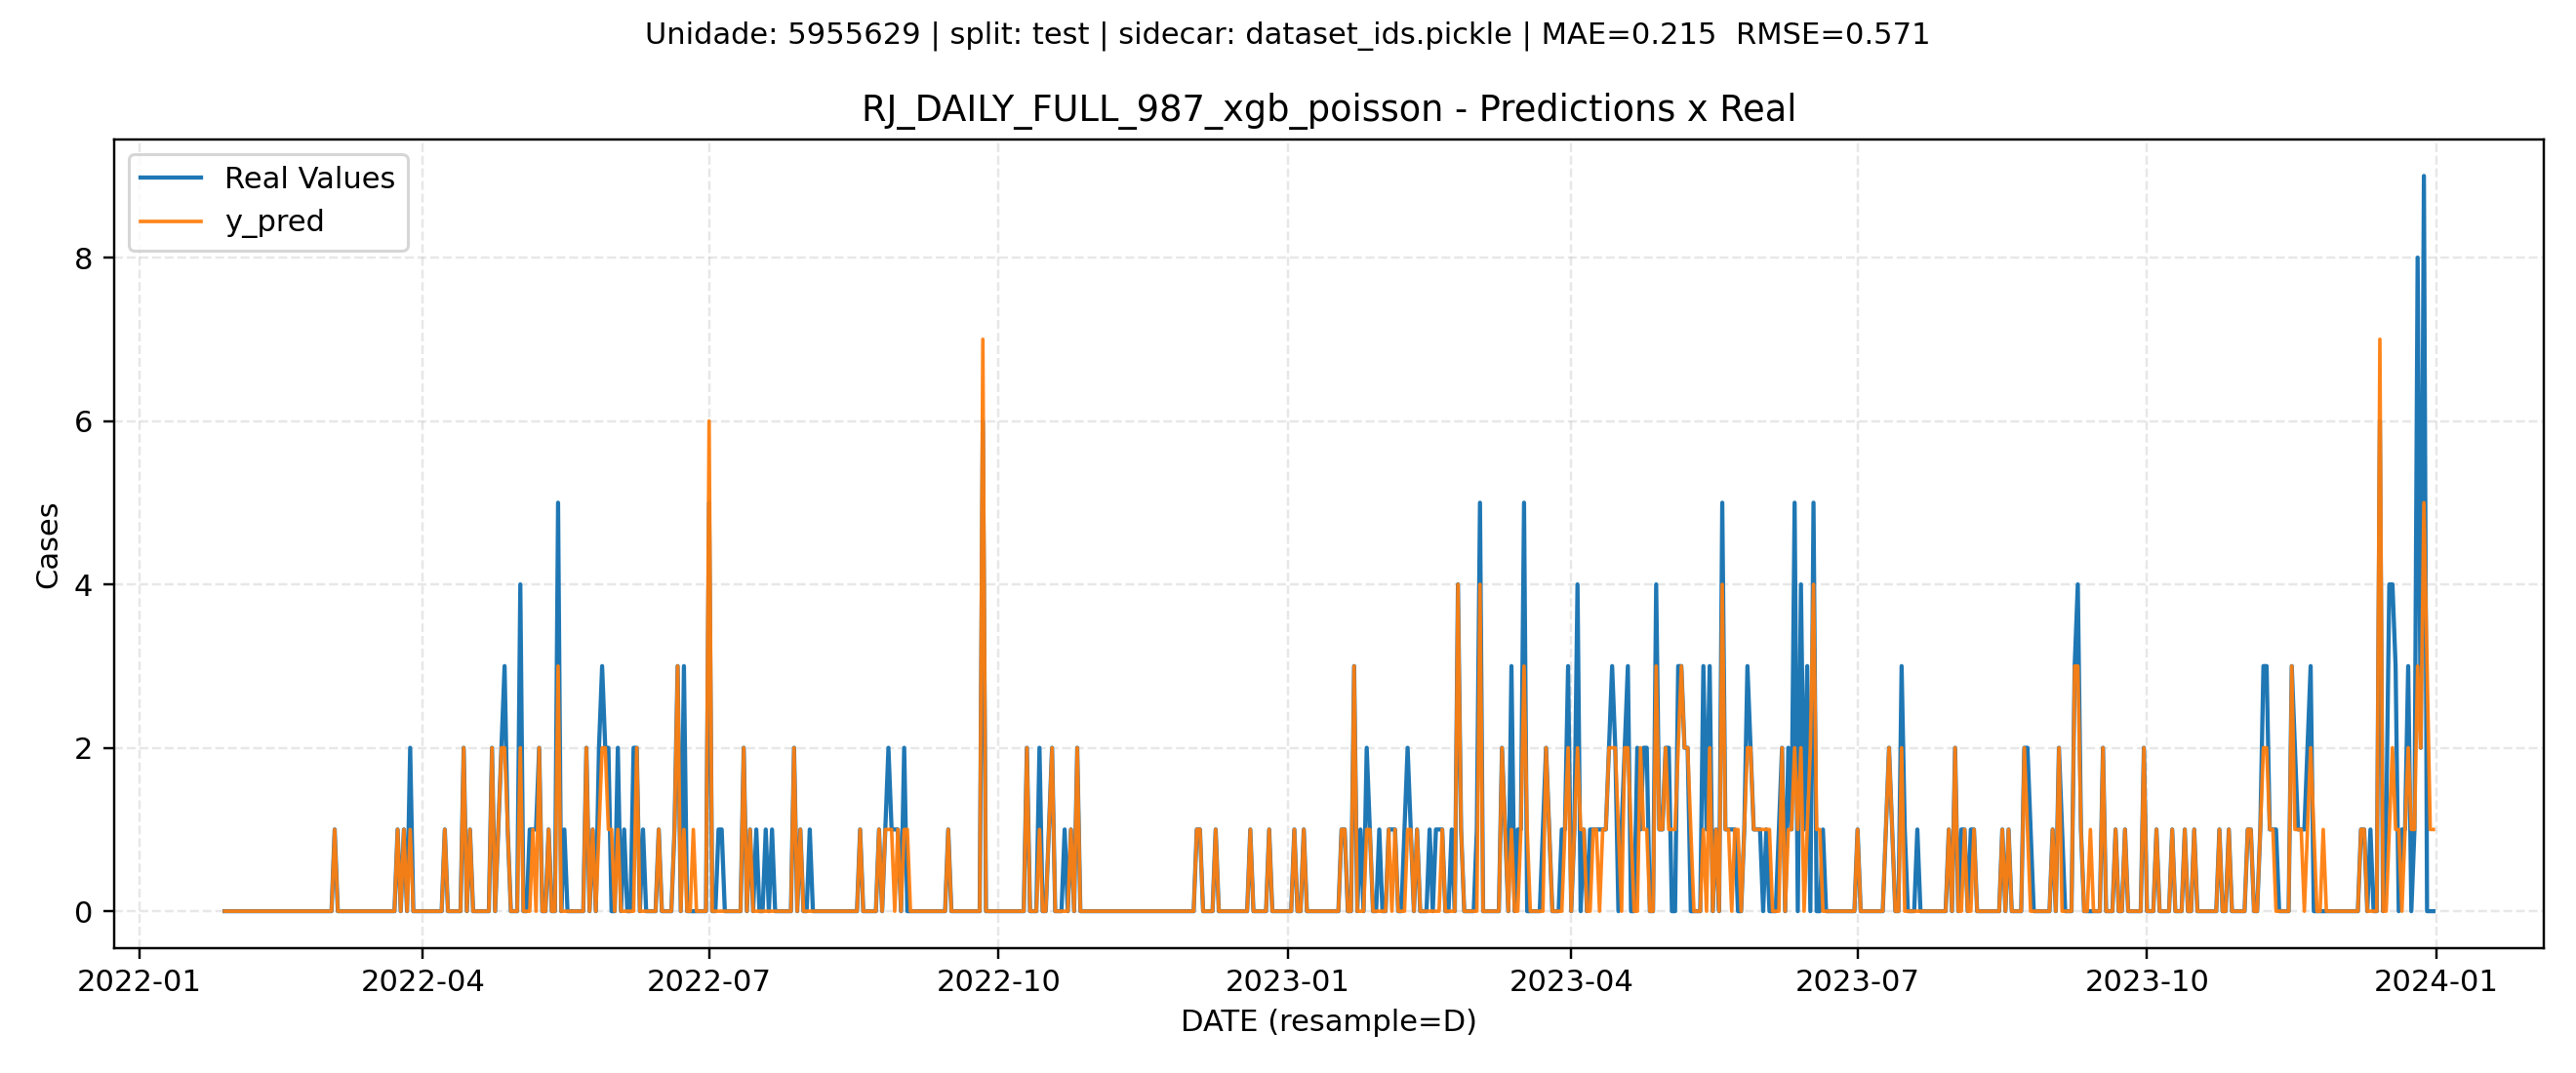 Unidade: 5955629 | split: test | sidecar: dataset_ids.pickle | MAE=0.215  RMSE=0.571
RJ_DAILY_FULL_987_xgb_poisson - Predictions x Real
Real Values
y_pred
Cases
8
6
4
2
0
2022-01
2022-04
2022-07
2022-10
2023-01
2023-04
2023-07
2023-10
2024-01
DATE (resample=D)